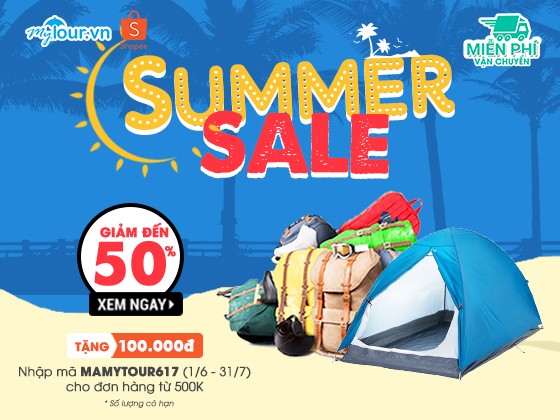 mytour.vn
Shopee
MIỄN PHÍ
VẬN CHUYỂN
SUMMER
SALE
GIẢM ĐẾN
50%
XEM NGAY
TẶNG 100.000đ
Nhập mã MAMYTOUR617 (1/6 - 31/7)
cho đơn hàng từ 500K
* Số lượng có hạn